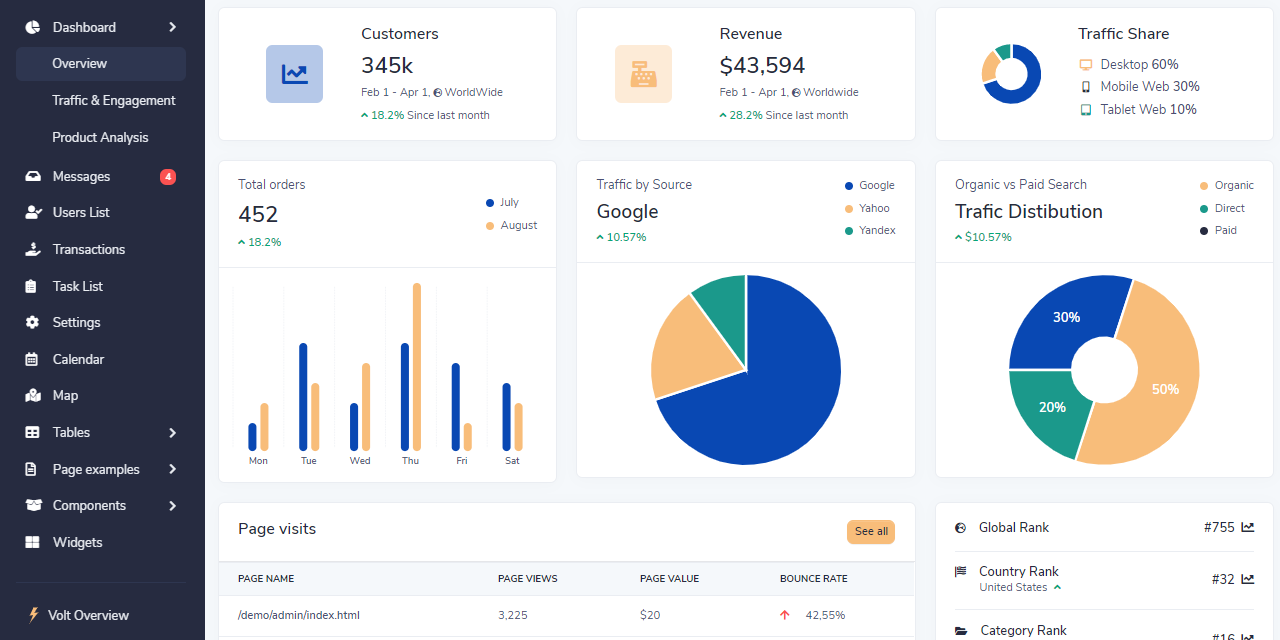 Dashboard
Overview
Traffic & Engagement
Product Analysis
Messages 4
Users List
Transactions
Task List
Settings
Calendar
Map
Tables
Page examples
Components
Widgets
Volt Overview
Customers
345k
Feb 1 - Apr 1, WorldWide
18.2% Since last month
Revenue
$43,594
Feb 1 - Apr 1, Worldwide
28.2% Since last month
Traffic Share
Desktop 60%
Mobile Web 30%
Tablet Web 10%
Total orders
452
18.2%
July
August
Mon Tue Wed Thu Fri Sat
Traffic by Source
Google
10.57%
Google
Yahoo
Yandex
Organic vs Paid Search
Trafic Distibution
$10.57%
Organic
Direct
Paid
30%
50%
20%
Page visits
See all
PAGE NAME PAGE VIEWS PAGE VALUE BOUNCE RATE
/demo/admin/index.html 3,225 $20 42,55%
Global Rank #755
Country Rank
United States
#32
Category Rank
#16